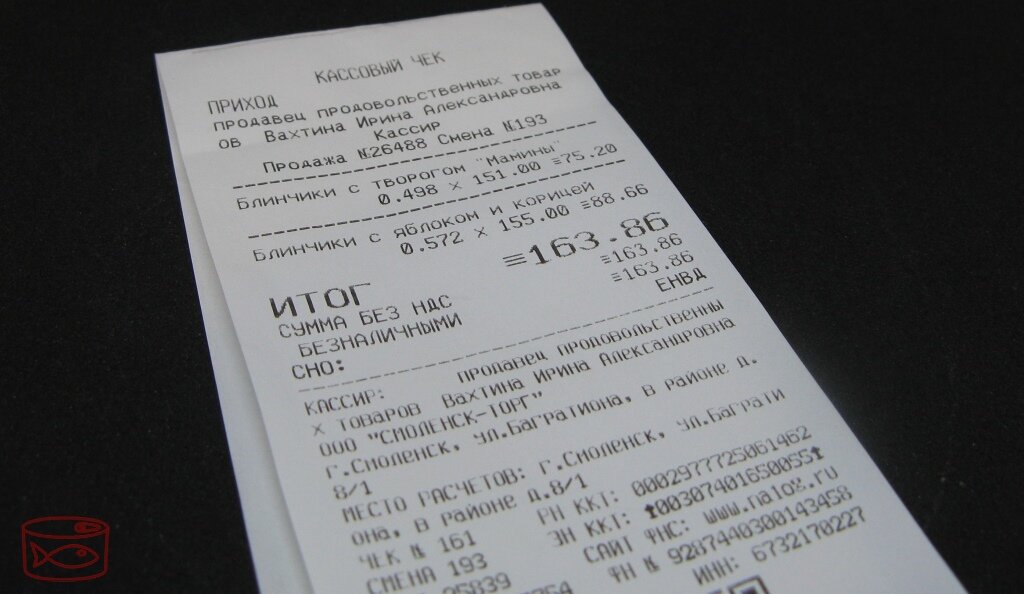 КАССОВЫЙ ЧЕК
ПРИХОД
ПРОДАВЕЦ ПРОДОВОЛЬСТВЕННЫХ ТОВАР
ОВ Вахтина Ирина Александровна
Кассир
Продажа №26488 Смена №193
Блинчики с творогом "Мамины"
0.498 × 151.00 ≡75.20
Блинчики с яблоком и корицей
0.572 × 155.00 ≡88.66
ИТОГ ≡163.86
СУММА БЕЗ НДС ≡163.86
БЕЗНАЛИЧНЫМИ ≡163.86
СНО: ЕНВД
КАССИР: ПРОДАВЕЦ ПРОДОВОЛЬСТВЕННЫ
Х ТОВАРОВ Вахтина Ирина Александровна
ООО "СМОЛЕНСК-ТОРГ"
г.Смоленск, ул.Багратиона, в районе д.
8/1
МЕСТО РАСЧЕТОВ: г.Смоленск, ул.Баграти
она, в районе д.8/1
ЧЕК № 161 РН ККТ: 0002977725061462
СМЕНА 193 ЗН ККТ: 00307401650055
САЙТ ФНС: www.nalog.ru
ФН № 9287440300143458
ИНН: 6732170227